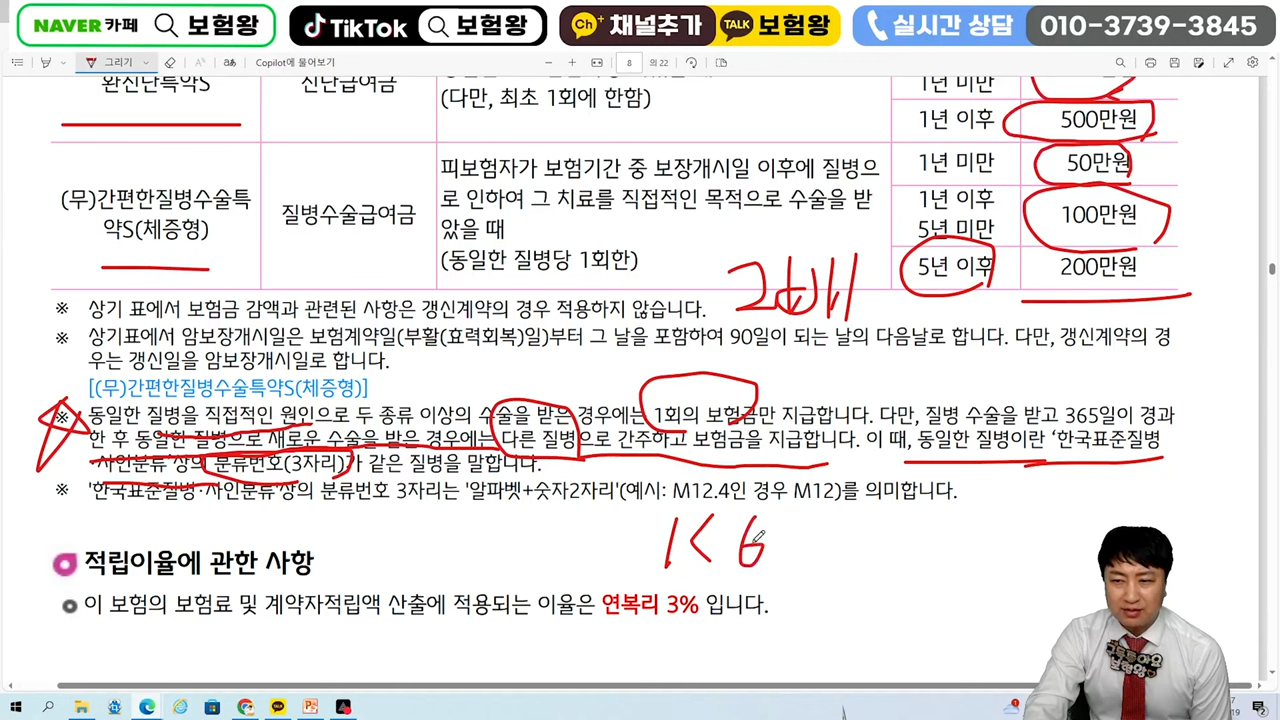 NAVER 카페 보험왕 TikTok 보험왕 Ch+ 채널추가 TALK 보험왕 실시간 상담 010-3739-3845
그리기 Copilot에 물어보기 8 의 22
진단급여금 1년 미만
(다만, 최초 1회에 한함)
1년 이후 500만원
피보험자가 보험기간 중 보장개시일 이후에 질병으 1년 미만 50만원
(무)간편한질병수술특 로 인하여 그 치료를 직접적인 목적으로 수술을 받 1년 이후
약S(체증형) 질병수술급여금 았을 때 5년 미만 100만원
(동일한 질병당 1회한) 5년 이후 200만원
※ 상기 표에서 보험금 감액과 관련된 사항은 갱신계약의 경우 적용하지 않습니다.
※ 상기표에서 암보장개시일은 보험계약일(부활(효력회복)일)부터 그 날을 포함하여 90일이 되는 날의 다음날로 합니다. 다만, 갱신계약의 경
우는 갱신일을 암보장개시일로 합니다.
[(무)간편한질병수술특약S(체증형)]
※ 동일한 질병을 직접적인 원인으로 두 종류 이상의 수술을 받은 경우에는 1회의 보험금만 지급합니다. 다만, 질병 수술을 받고 365일이 경과
한 후 동일한 질병으로 새로운 수술을 받은 경우에는 다른 질병으로 간주하고 보험금을 지급합니다. 이 때, 동일한 질병이란 '한국표준질병
·사인분류'상의 분류번호(3자리)가 같은 질병을 말합니다.
※ '한국표준질병·사인분류'상의 분류번호 3자리는 '알파벳+숫자2자리'(예시: M12.4인 경우 M12)를 의미합니다.
1< 6
적립이율에 관한 사항
이 보험의 보험료 및 계약자적립액 산출에 적용되는 이율은 연복리 3% 입니다.
보험왕